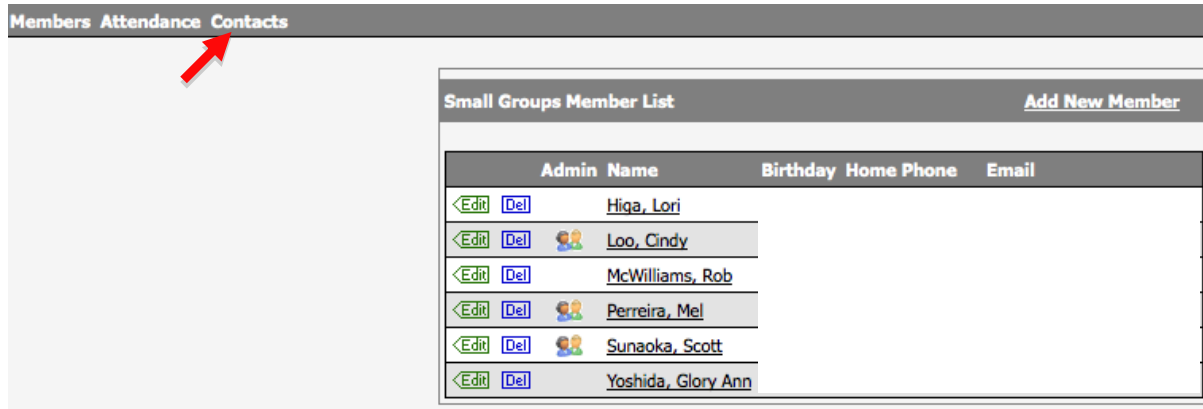 Members Attendance Contacts
Small Groups Member List Add New Member
Admin Name Birthday Home Phone Email
Edit Del Higa, Lori
Edit Del Loo, Cindy
Edit Del McWilliams, Rob
Edit Del Perreira, Mel
Edit Del Sunaoka, Scott
Edit Del Yoshida, Glory Ann